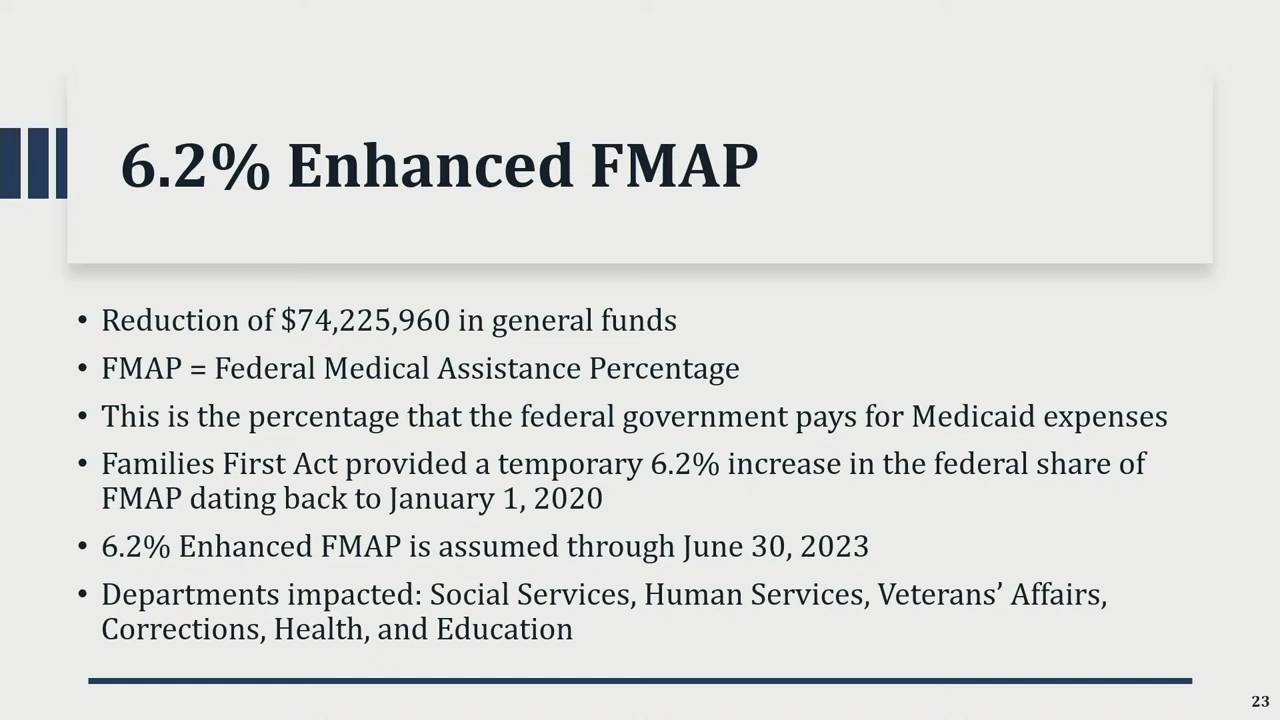 6.2% Enhanced FMAP
• Reduction of $74,225,960 in general funds
• FMAP = Federal Medical Assistance Percentage
• This is the percentage that the federal government pays for Medicaid expenses
• Families First Act provided a temporary 6.2% increase in the federal share of
FMAP dating back to January 1, 2020
• 6.2% Enhanced FMAP is assumed through June 30, 2023
• Departments impacted: Social Services, Human Services, Veterans’ Affairs,
Corrections, Health, and Education
23